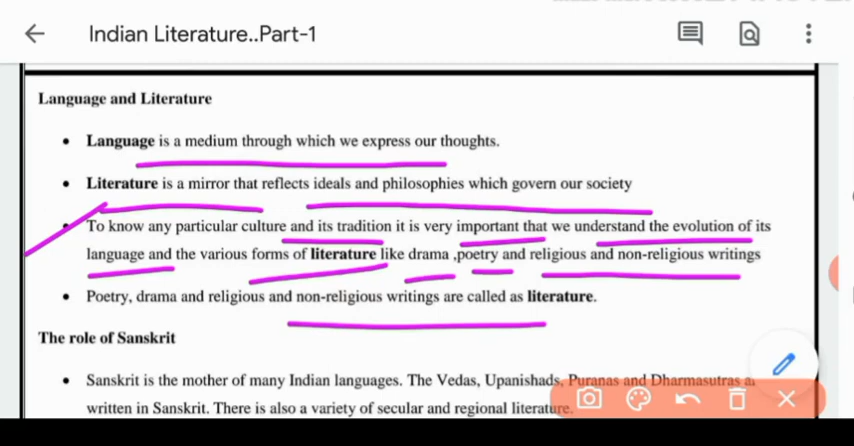 Indian Literature..Part-1
Language and Literature
• Language is a medium through which we express our thoughts.
• Literature is a mirror that reflects ideals and philosophies which govern our society
To know any particular culture and its tradition it is very important that we understand the evolution of its
language and the various forms of literature like drama ,poetry and religious and non-religious writings
• Poetry, drama and religious and non-religious writings are called as literature.
The role of Sanskrit
• Sanskrit is the mother of many Indian languages. The Vedas, Upanishads, Puranas and Dharmasutras
written in Sanskrit. There is also a variety of secular and regional literature.